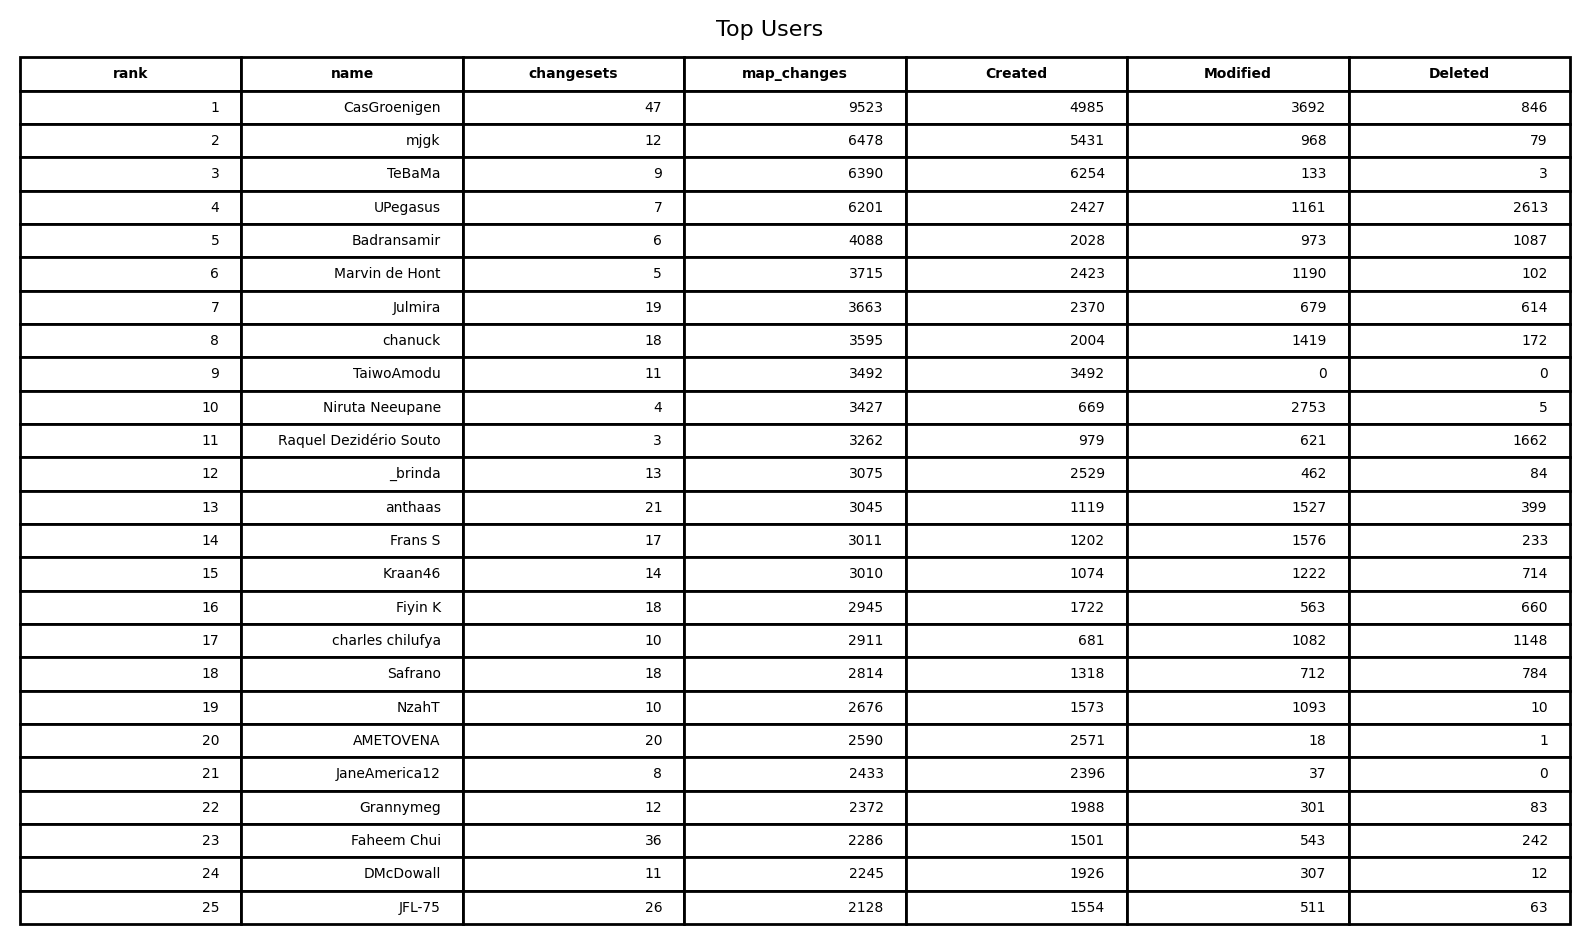 Top Users
rank name changesets map_changes Created Modified Deleted
1 CasGroenigen 47 9523 4985 3692 846
2 mjgk 12 6478 5431 968 79
3 TeBaMa 9 6390 6254 133 3
4 UPegasus 7 6201 2427 1161 2613
5 Badransamir 6 4088 2028 973 1087
6 Marvin de Hont 5 3715 2423 1190 102
7 Julmira 19 3663 2370 679 614
8 chanuck 18 3595 2004 1419 172
9 TaiwoAmodu 11 3492 3492 0 0
10 Niruta Neeupane 4 3427 669 2753 5
11 Raquel Dezidério Souto 3 3262 979 621 1662
12 _brinda 13 3075 2529 462 84
13 anthaas 21 3045 1119 1527 399
14 Frans S 17 3011 1202 1576 233
15 Kraan46 14 3010 1074 1222 714
16 Fiyin K 18 2945 1722 563 660
17 charles chilufya 10 2911 681 1082 1148
18 Safrano 18 2814 1318 712 784
19 NzahT 10 2676 1573 1093 10
20 AMETOVENA 20 2590 2571 18 1
21 JaneAmerica12 8 2433 2396 37 0
22 Grannymeg 12 2372 1988 301 83
23 Faheem Chui 36 2286 1501 543 242
24 DMcDowall 11 2245 1926 307 12
25 JFL-75 26 2128 1554 511 63